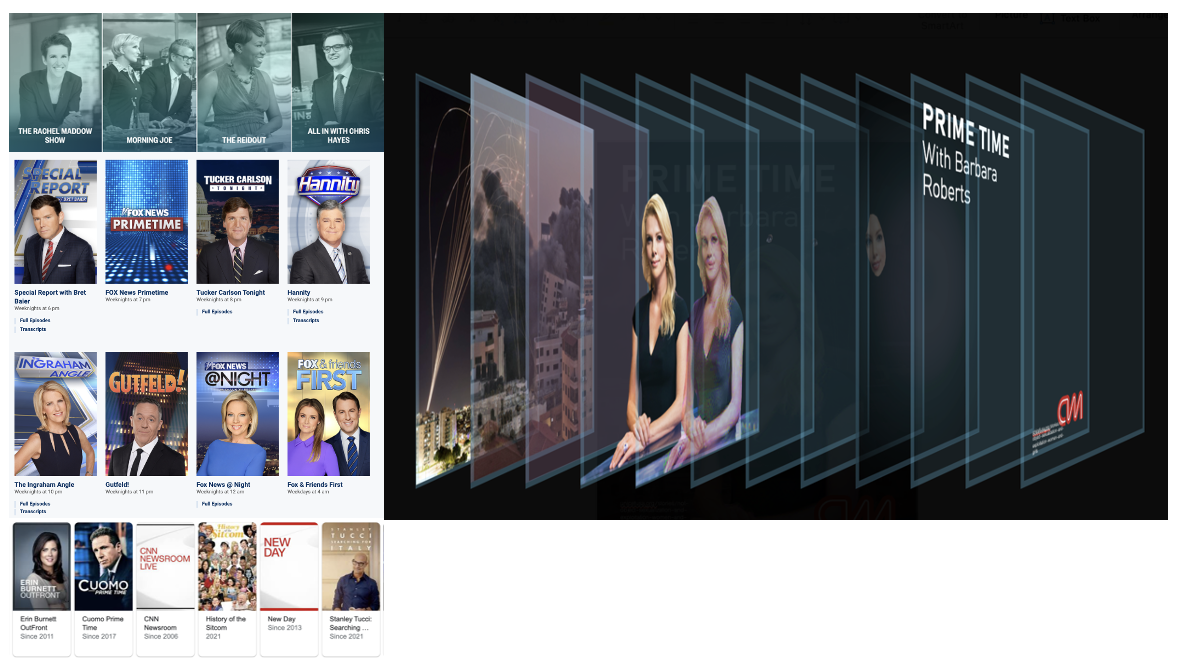 THE RACHEL MADDOW
SHOW
MORNING JOE
THE REIDOUT
ALL IN WITH CHRIS
HAYES
SPECIAL
REPORT
TUCKER CARLSON
TONIGHT
Hannity
FOX NEWS
PRIMETIME
Special Report with Bret
Baier
Weeknights at 6 pm
Full Episodes
Transcripts
FOX News Primetime
Weeknights at 7 pm
Tucker Carlson Tonight
Weeknights at 8 pm
Full Episodes
Hannity
Weeknights at 9 pm
Full Episodes
Transcripts
INGRAHAM
ANGLE
GUTFELD!
FOX NEWS
@NIGHT
FOX & friends
FIRST
The Ingraham Angle
Weeknights at 10 pm
Full Episodes
Transcripts
Gutfeld!
Weeknights at 11 pm
Fox News @ Night
Weeknights at 12 am
Full Episodes
Fox & Friends First
Weekdays at 4 am
ERIN
BURNETT
OUTFRONT
CUOMO
PRIME TIME
CNN
NEWSROOM
LIVE
History of the
Sitcom
NEW
DAY
STANLEY
TUCCI
SEARCHING FOR
ITALY
Erin Burnett
OutFront
Since 2011
Cuomo Prime
Time
Since 2017
CNN
Newsroom
Since 2006
History of the
Sitcom
2021
New Day
Since 2013
Stanley Tucci:
Searching ...
Since 2021
Text Box
PRIME TIME
With Barbara
Roberts
CNN